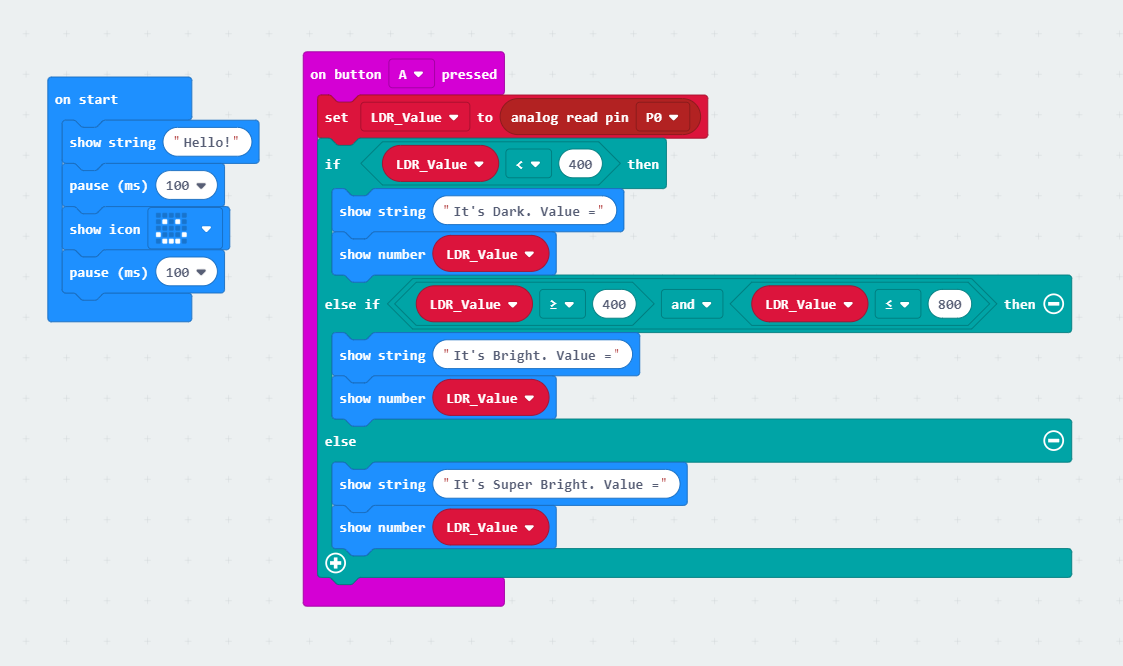 on start
show string "Hello!"
pause (ms) 100
show icon
pause (ms) 100
on button A pressed
set LDR_Value to analog read pin P0
if LDR_Value < 400 then
show string "It's Dark. Value ="
show number LDR_Value
else if LDR_Value ≥ 400 and LDR_Value ≤ 800 then
show string "It's Bright. Value ="
show number LDR_Value
else
show string "It's Super Bright. Value ="
show number LDR_Value